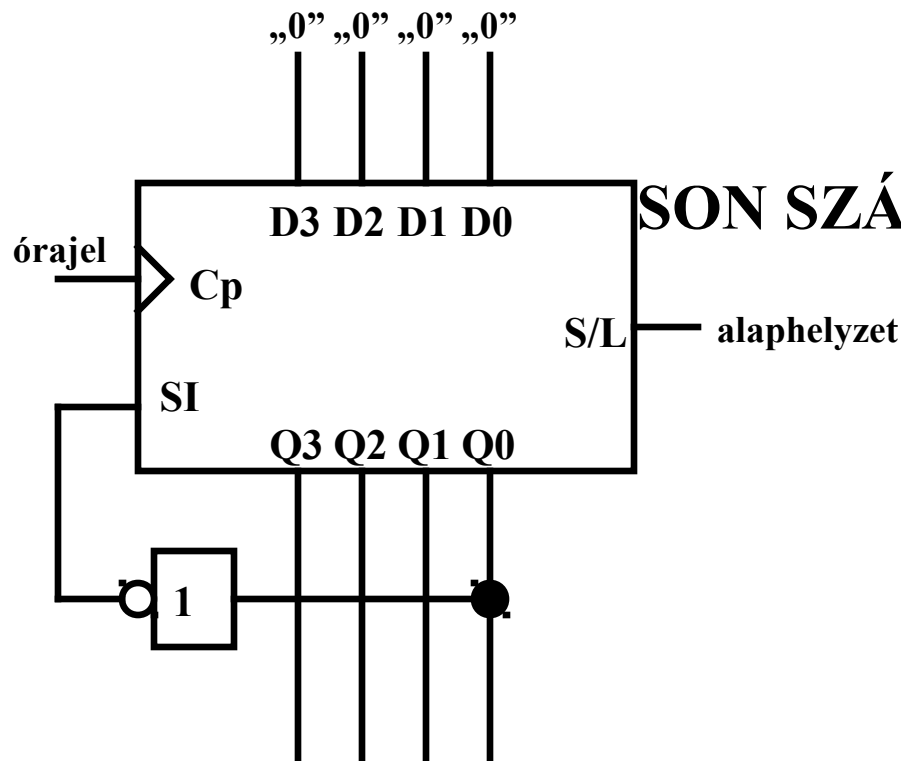 „0” „0” „0” „0”
D3 D2 D1 D0
SON SZÁ
órajel
Cp
S/L
alaphelyzet
SI
Q3 Q2 Q1 Q0
1